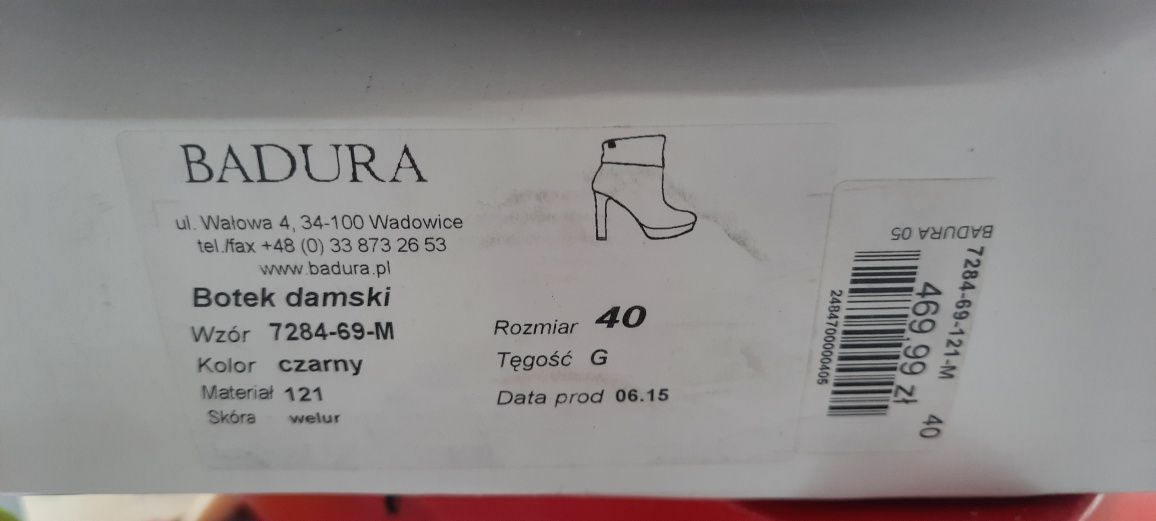 BADURA
ul. Wałowa 4, 34-100 Wadowice
tel./fax +48 (0) 33 873 26 53
www.badura.pl
Botek damski
Wzór 7284-69-M
Kolor czarny
Materiał 121
Skóra welur
Rozmiar 40
Tęgość G
Data prod 06.15
BADURA 05
7284-69-121-M 40
469,99 zł
2484700000405